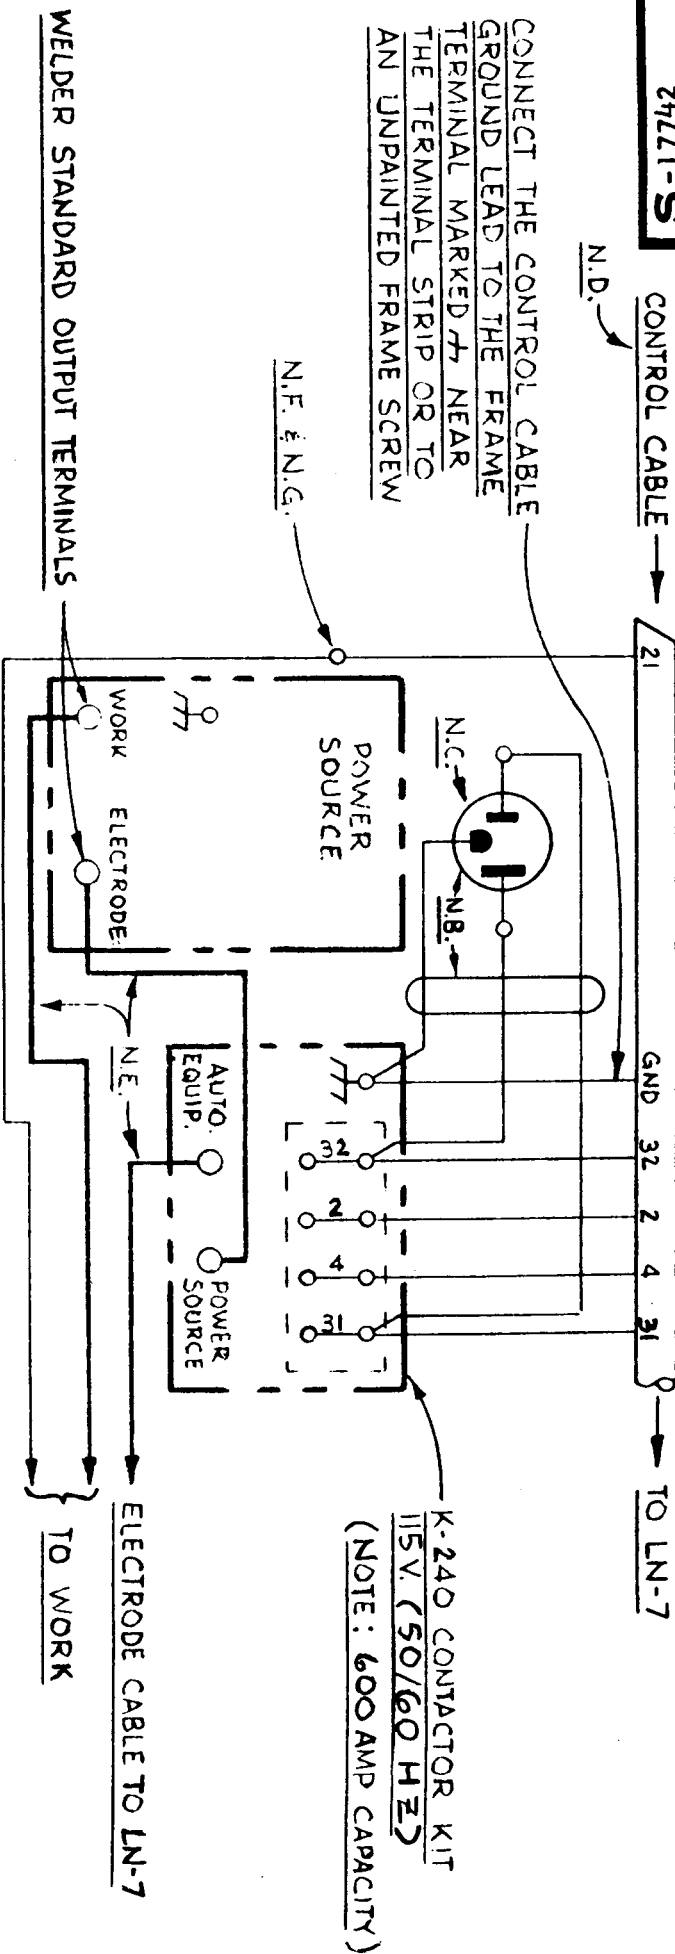 S-17742
N.D.
CONTROL CABLE
TO LN-7
CONNECT THE CONTROL CABLE
GROUND LEAD TO THE FRAME
TERMINAL MARKED NEAR
THE TERMINAL STRIP OR TO
AN UNPAINTED FRAME SCREW
21
GND
32
2
4
31
N.C.
N.B.
N.F. & N.G.
POWER
SOURCE
WORK
ELECTRODE
32
2
4
31
AUTO.
EQUIP.
POWER
SOURCE
N.E.
K-240 CONTACTOR KIT
115V. (50/60 HZ)
(NOTE: 600 AMP CAPACITY)
WELDER STANDARD OUTPUT TERMINALS
ELECTRODE CABLE TO LN-7
TO WORK